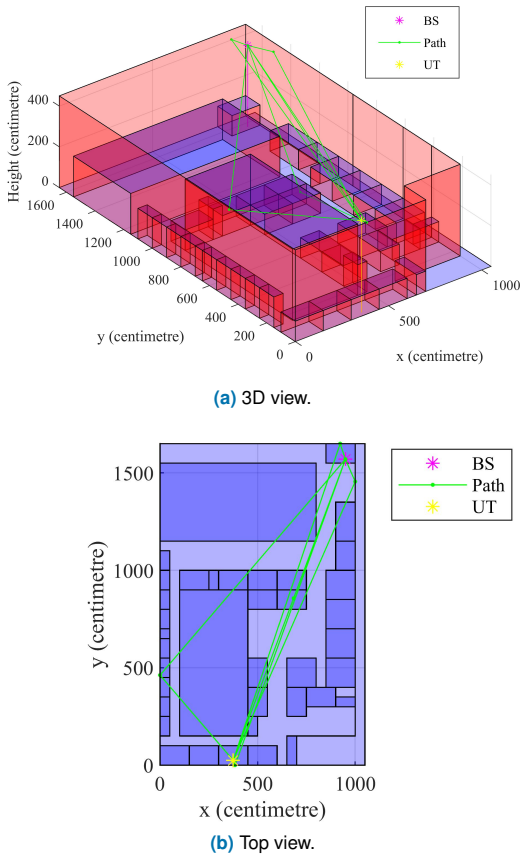 BS
Path
UT
Height (centimetre)
400
200
0
1600
1400
1200
1000
800
600
400
200
0
y (centimetre)
0
500
1000
x (centimetre)
(a) 3D view.
1500
1000
500
0
y (centimetre)
0
500
1000
x (centimetre)
BS
Path
UT
(b) Top view.